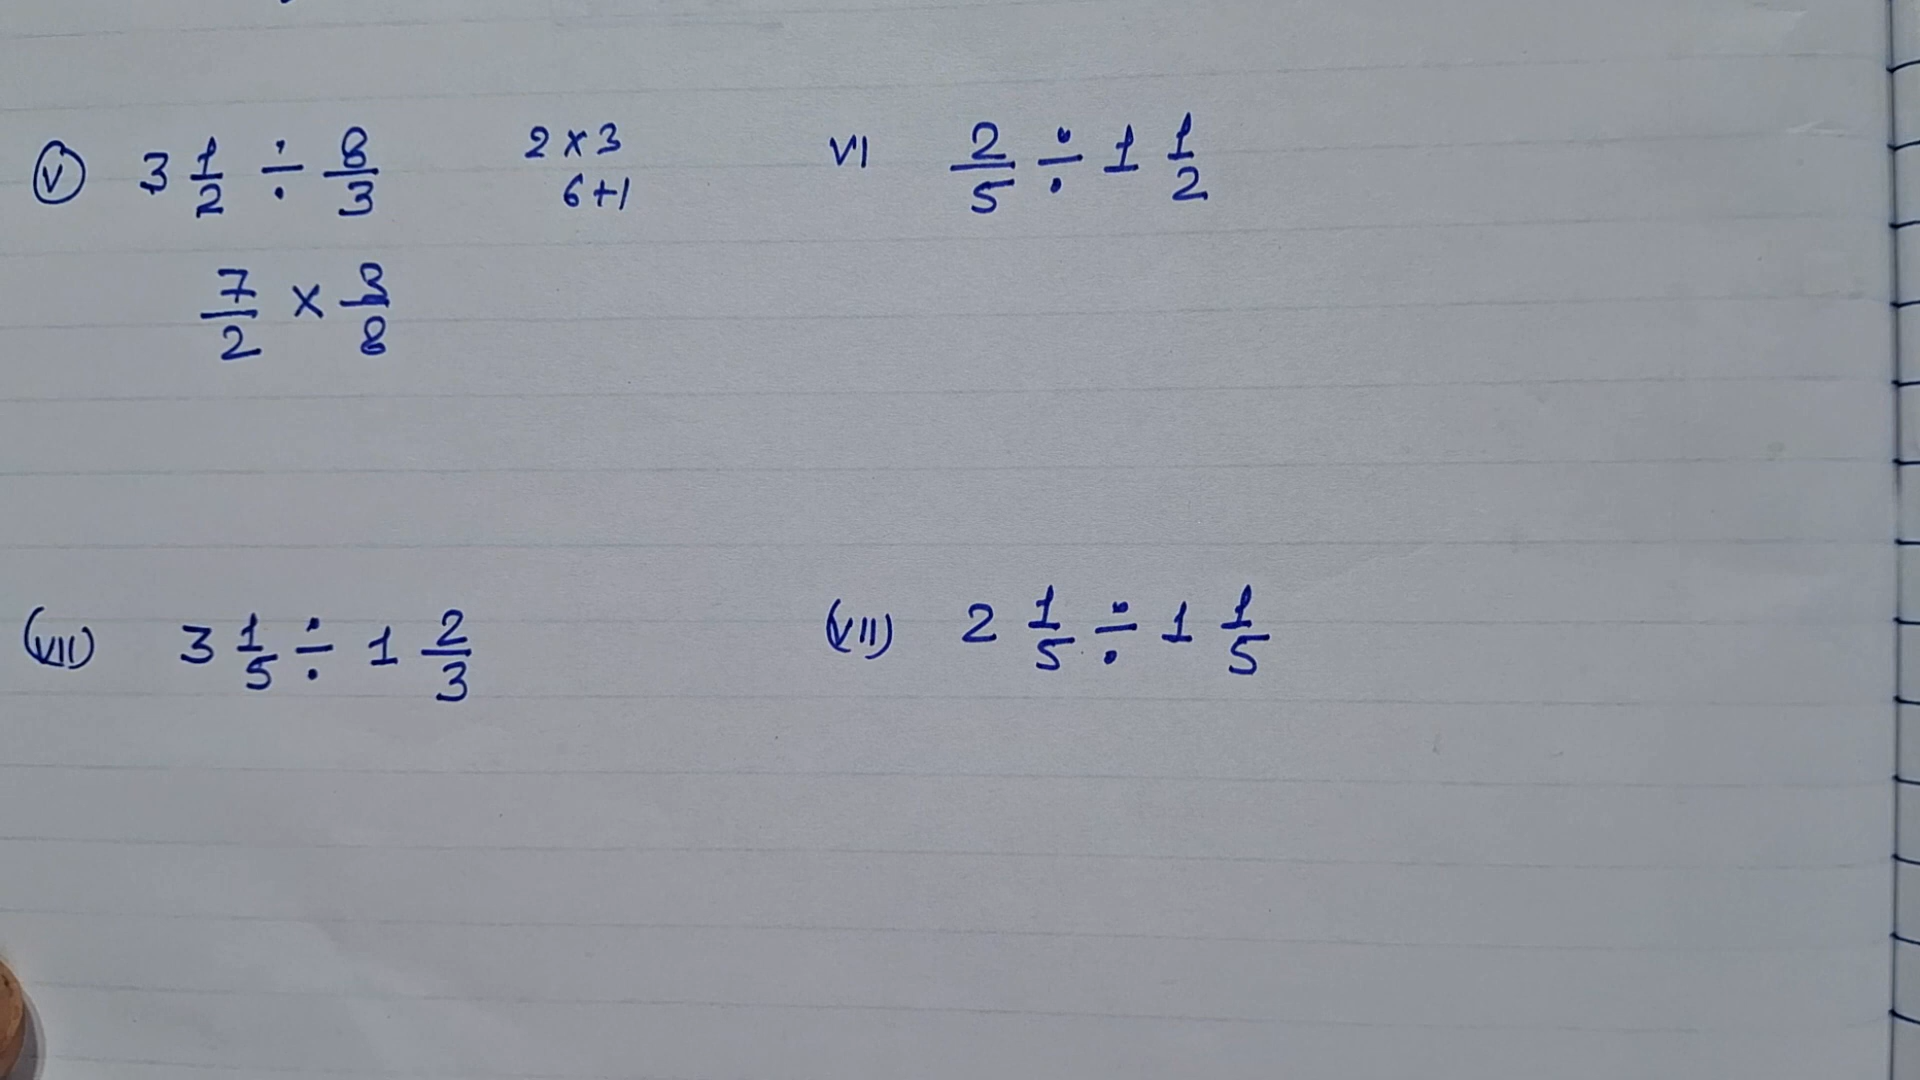 (v) 3 1/2 ÷ 8/3
2 × 3
6+1
7/2 × 3/8
VI 2/5 ÷ 1 1/2
(VII) 3 1/5 ÷ 1 2/3
(VII) 2 1/5 ÷ 1 1/5